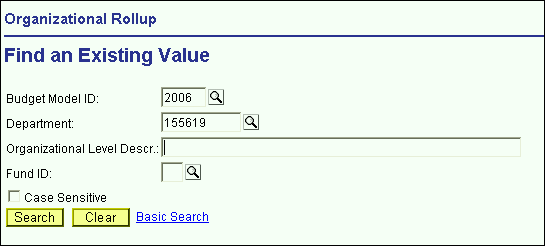 Organizational Rollup
Find an Existing Value
Budget Model ID: 2006
Department: 155619
Organizational Level Descr.:
Fund ID:
Case Sensitive
Search Clear Basic Search